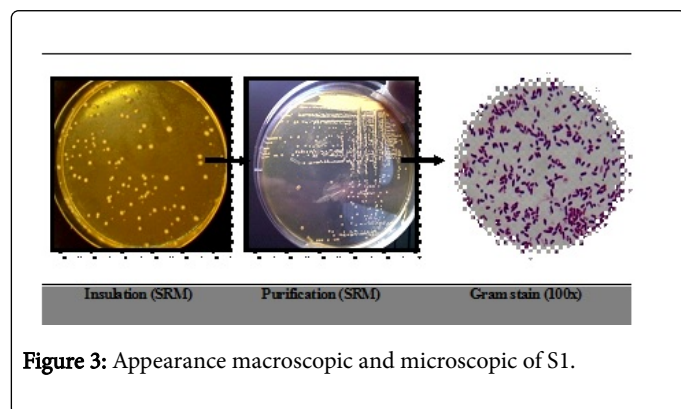 Insulation (SRM) Purification (SRM) Gram stain (100x)
Figure 3: Appearance macroscopic and microscopic of S1.